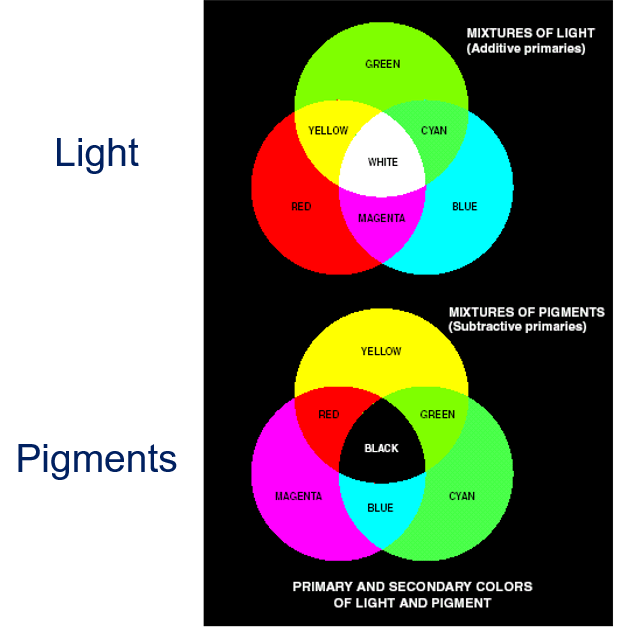 Light
MIXTURES OF LIGHT
(Additive primaries)
GREEN
YELLOW
CYAN
WHITE
RED
BLUE
MAGENTA
Pigments
MIXTURES OF PIGMENTS
(Subtractive primaries)
YELLOW
RED
GREEN
BLACK
MAGENTA
CYAN
BLUE
PRIMARY AND SECONDARY COLORS
OF LIGHT AND PIGMENT